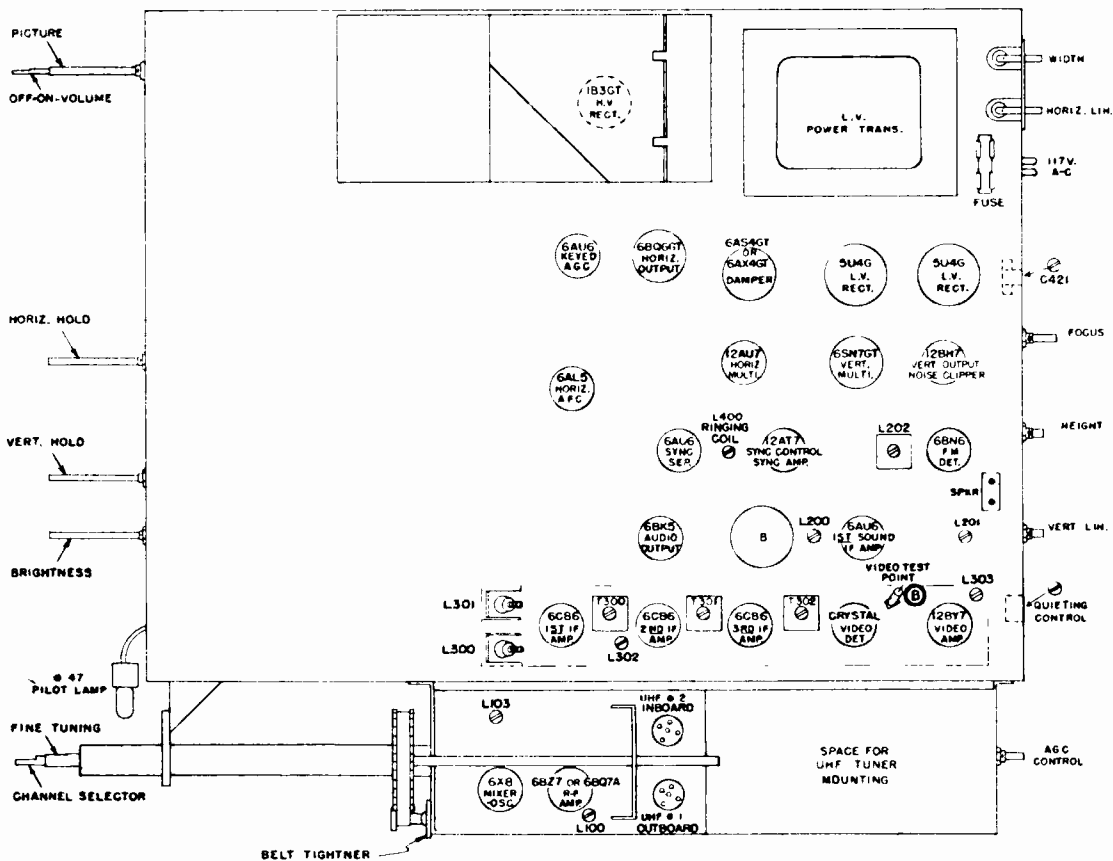 PICTURE
OFF-ON-VOLUME
1B3GT
H.V.
RECT.
L.V.
POWER TRANS.
WIDTH
HORIZ. LIN.
117V.
A-C
FUSE
6AU6
KEYED
AGC
6BQ6GT
HORIZ.
OUTPUT
6AS4GT
OR
6AX4GT
DAMPER
5U4G
L.V.
RECT.
5U4G
L.V.
RECT.
C421
HORIZ. HOLD
FOCUS
12AU7
HORIZ
MULTI.
6SN7GT
VERT.
MULTI.
12BH7
VERT OUTPUT
NOISE CLIPPER
6AL5
HORIZ.
AFC
VERT. HOLD
6AU6
SYNC
SEP.
L400
RINGING
COIL
12AT7
SYNC CONTROL
SYNC AMP.
L202
6BN6
FM
DET.
HEIGHT
SPKR
BRIGHTNESS
6BK5
AUDIO
OUTPUT
B
L200
6AU6
1ST SOUND
IF AMP.
L201
VERT LIN.
VIDEO TEST
POINT
B
L303
QUIETING
CONTROL
L301
L300
6CB6
1ST IF
AMP.
T300
L302
6CB6
2ND IF
AMP.
T301
6CB6
3RD IF
AMP.
T302
CRYSTAL
VIDEO
DET.
12BY7
VIDEO
AMP.
# 47
PILOT LAMP
FINE TUNING
CHANNEL SELECTOR
L103
UHF # 2
INBOARD
6X8
MIXER
-OSC
6BZ7 OR 6BQ7A
R-F
AMP.
L100
UHF # 1
OUTBOARD
SPACE FOR
UHF TUNER
MOUNTING
AGC
CONTROL
BELT TIGHTNER